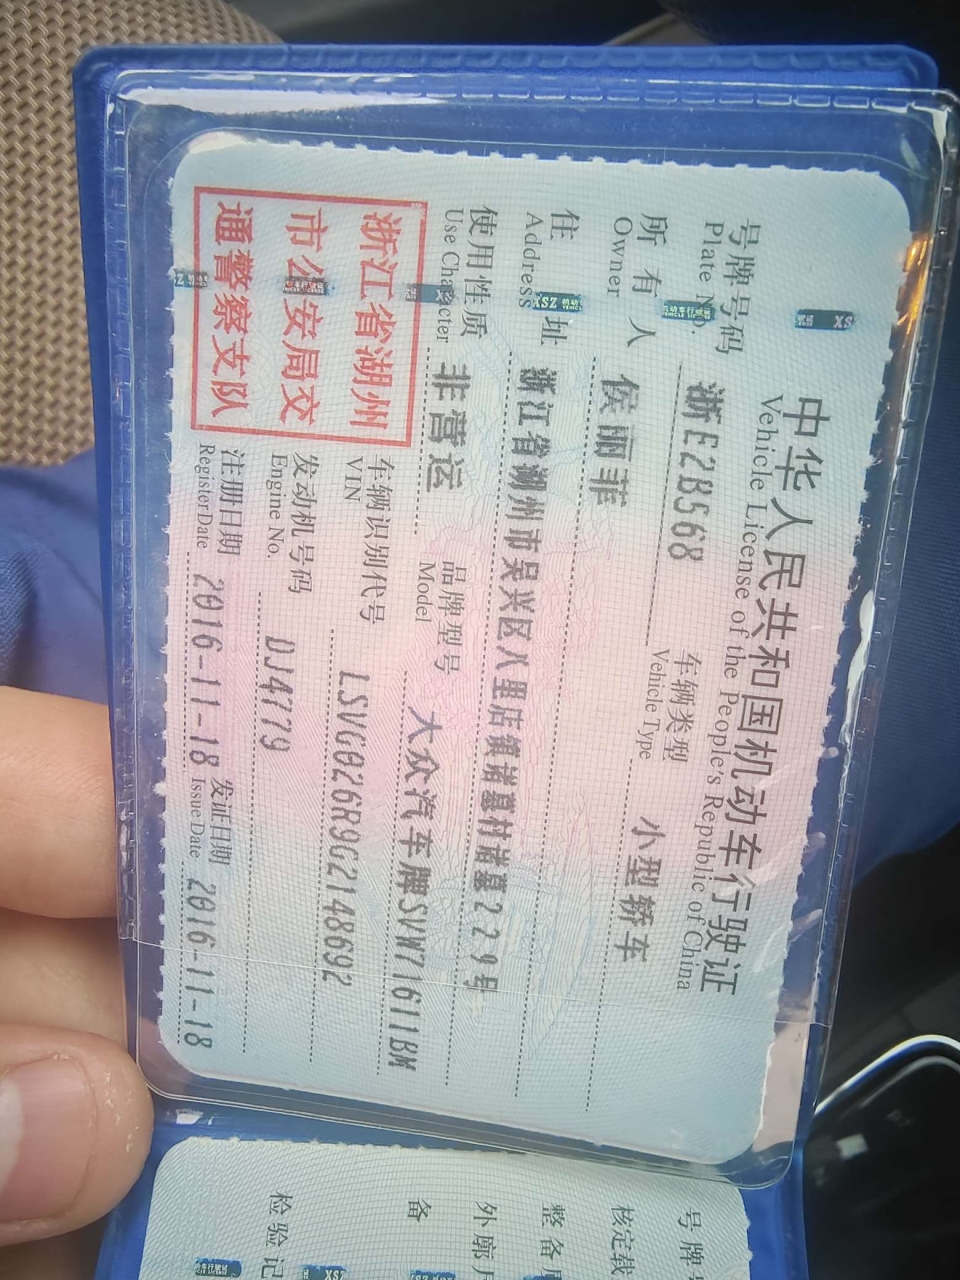 中华人民共和国机动车行驶证
Vehicle License of the People's Republic of China
号牌号码 浙E2B568 车辆类型 小型轿车
Plate No. Vehicle Type
所有人 侯丽菲
Owner
住址 浙江省湖州市吴兴区八里店镇诸墓村诸墓229号
Address
使用性质 非营运 品牌型号 大众汽车牌SVW71611BM
Use Character Model
浙江省湖州
市公安局交
通警察支队
车辆识别代号 LSVG026R9G2148692
VIN
发动机号码 DJ4779
Engine No.
注册日期 2016-11-18 发证日期 2016-11-18
Register Date Issue Date
号牌
核定载
整备
外廓
备
检验记